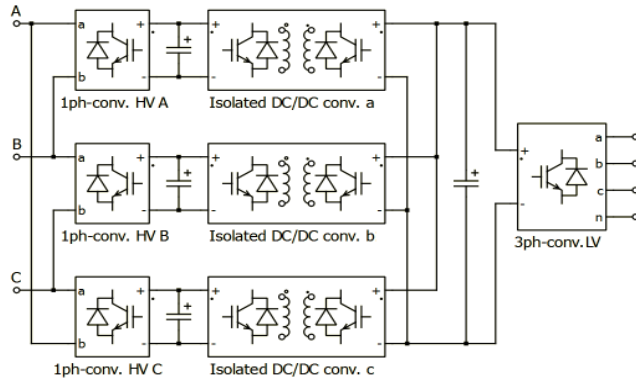 A
a + + +
b - - -
1ph-conv. HV A
Isolated DC/DC conv. a
B
a + + +
b - - -
1ph-conv. HV B
Isolated DC/DC conv. b
+
+
-
a
b
c
n
3ph-conv. LV
C
a + + +
b - - -
1ph-conv. HV C
Isolated DC/DC conv. c